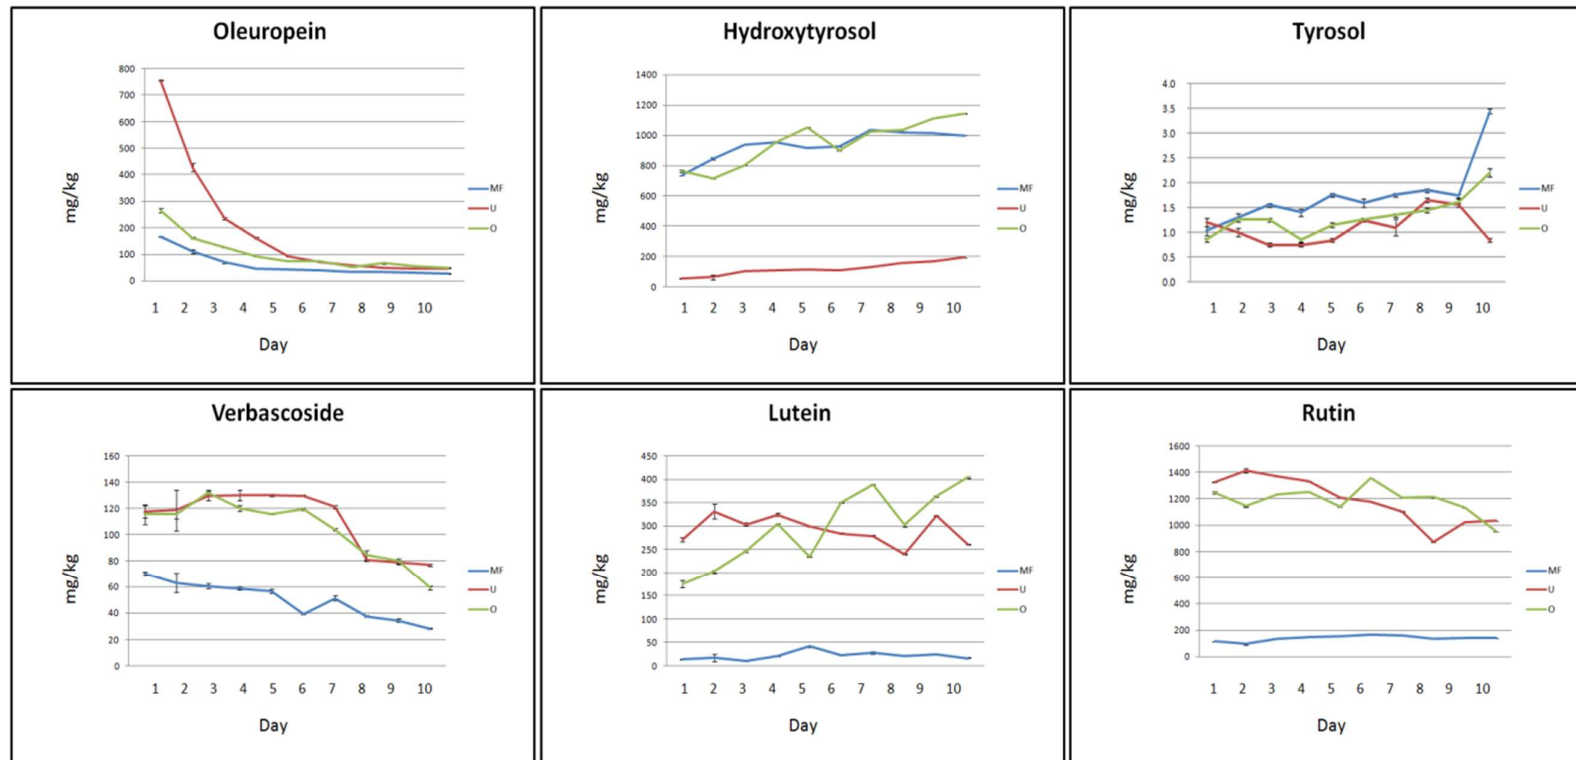 Oleuropein
800
700
600
500
400
300
200
100
0
mg/kg
1 2 3 4 5 6 7 8 9 10
Day
MF
U
O
Hydroxytyrosol
1400
1200
1000
800
600
400
200
0
mg/kg
1 2 3 4 5 6 7 8 9 10
Day
MF
U
O
Tyrosol
4.0
3.5
3.0
2.5
2.0
1.5
1.0
0.5
0.0
mg/kg
1 2 3 4 5 6 7 8 9 10
Day
MF
U
O
Verbascoside
160
140
120
100
80
60
40
20
0
mg/kg
1 2 3 4 5 6 7 8 9 10
Day
MF
U
O
Lutein
450
400
350
300
250
200
150
100
50
0
mg/kg
1 2 3 4 5 6 7 8 9 10
Day
MF
U
O
Rutin
1600
1400
1200
1000
800
600
400
200
0
mg/kg
1 2 3 4 5 6 7 8 9 10
Day
MF
U
O